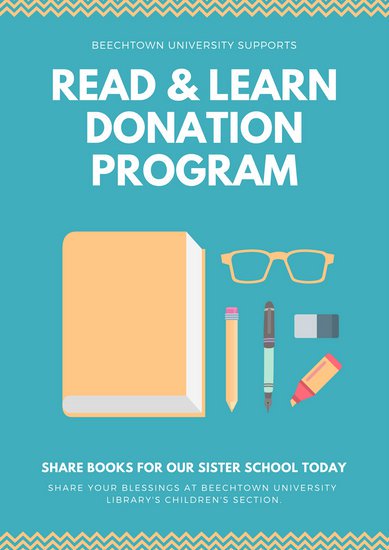 BEECHTOWN UNIVERSITY SUPPORTS
READ & LEARN
DONATION
PROGRAM
SHARE BOOKS FOR OUR SISTER SCHOOL TODAY
SHARE YOUR BLESSINGS AT BEECHTOWN UNIVERSITY
LIBRARY'S CHILDREN'S SECTION.